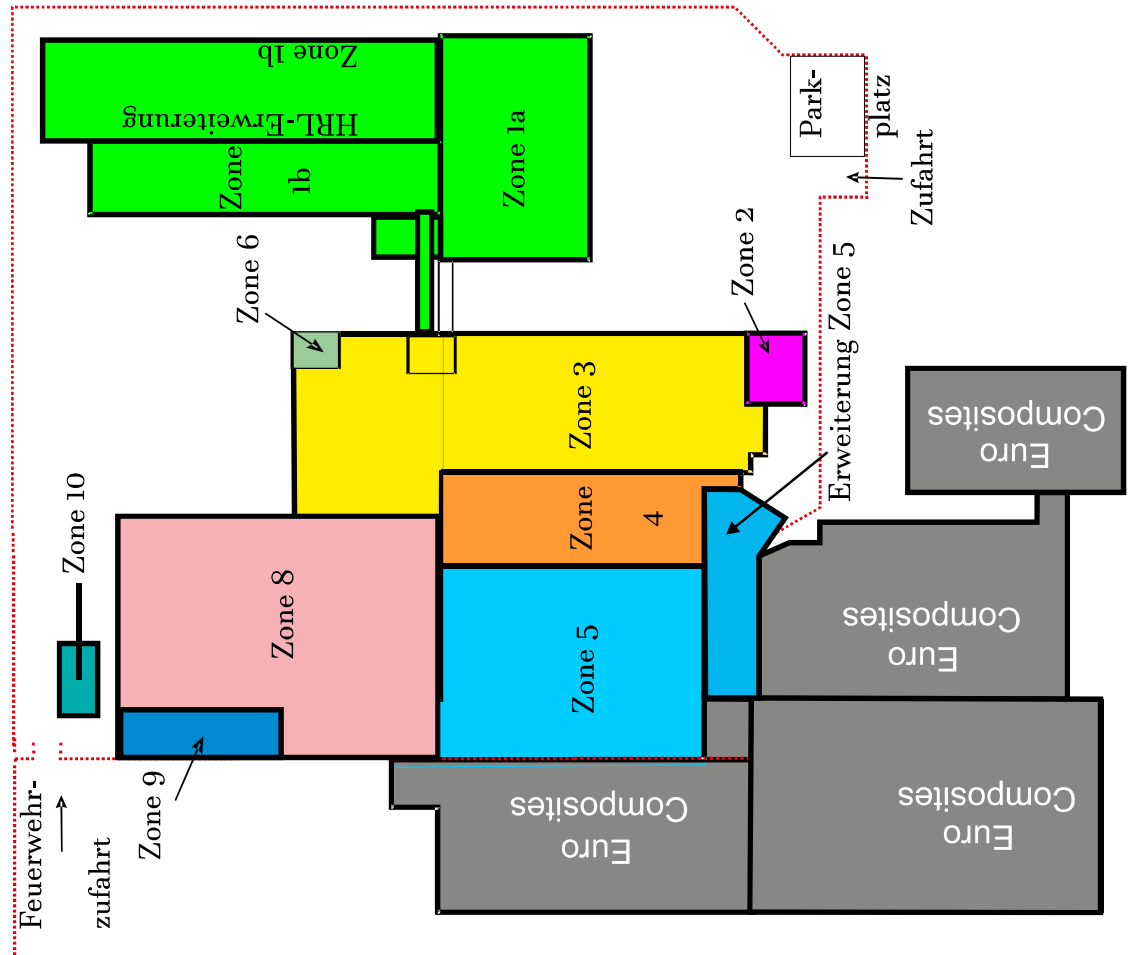 Zone 1b
HRL-Erweiterung
Zone
1b
Zone 1a
Park-
platz
Zufahrt
Zone 6
Zone 2
Erweiterung Zone 5
Zone 3
Zone
4
Zone 10
Zone 8
Zone 5
Zone 9
Feuerwehr-
zufahrt
Euro
Composites
Euro
Composites
Euro
Composites
Euro
Composites